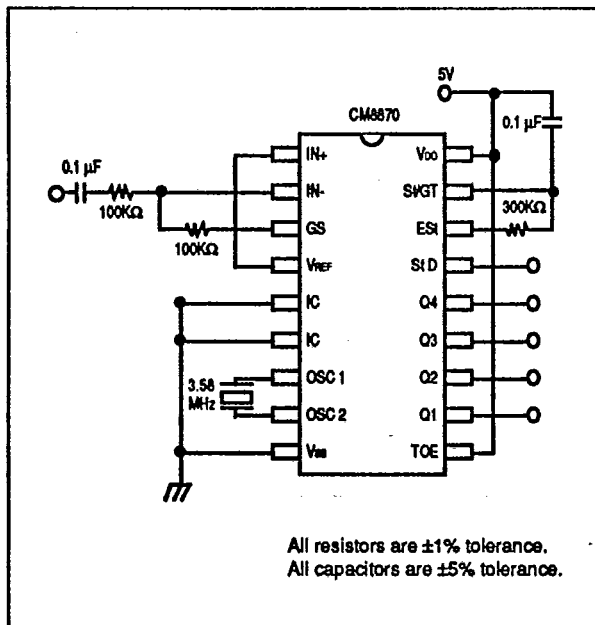 5V
CM8870
0.1 µF
0.1 µF
100KΩ
100KΩ
300KΩ
3.58
MHz
IN+
IN-
GS
VREF
IC
IC
OSC 1
OSC 2
VSS
VDD
St/GT
ESt
StD
Q4
Q3
Q2
Q1
TOE
All resistors are ±1% tolerance.
All capacitors are ±5% tolerance.